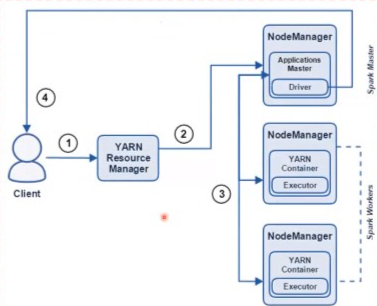 4
1
Client
YARN
Resource
Manager
2
3
NodeManager
Applications
Master
Driver
Spark Master
NodeManager
YARN
Container
Executor
NodeManager
YARN
Container
Executor
Spark Workers